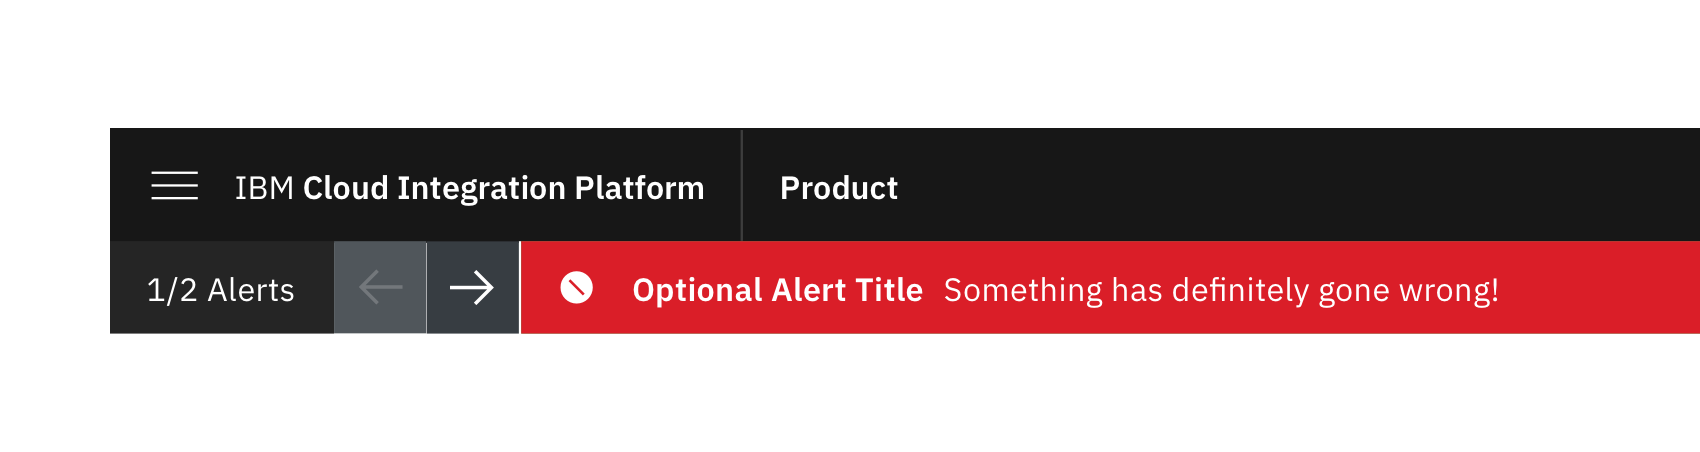 IBM Cloud Integration Platform Product
1/2 Alerts Optional Alert Title Something has definitely gone wrong!